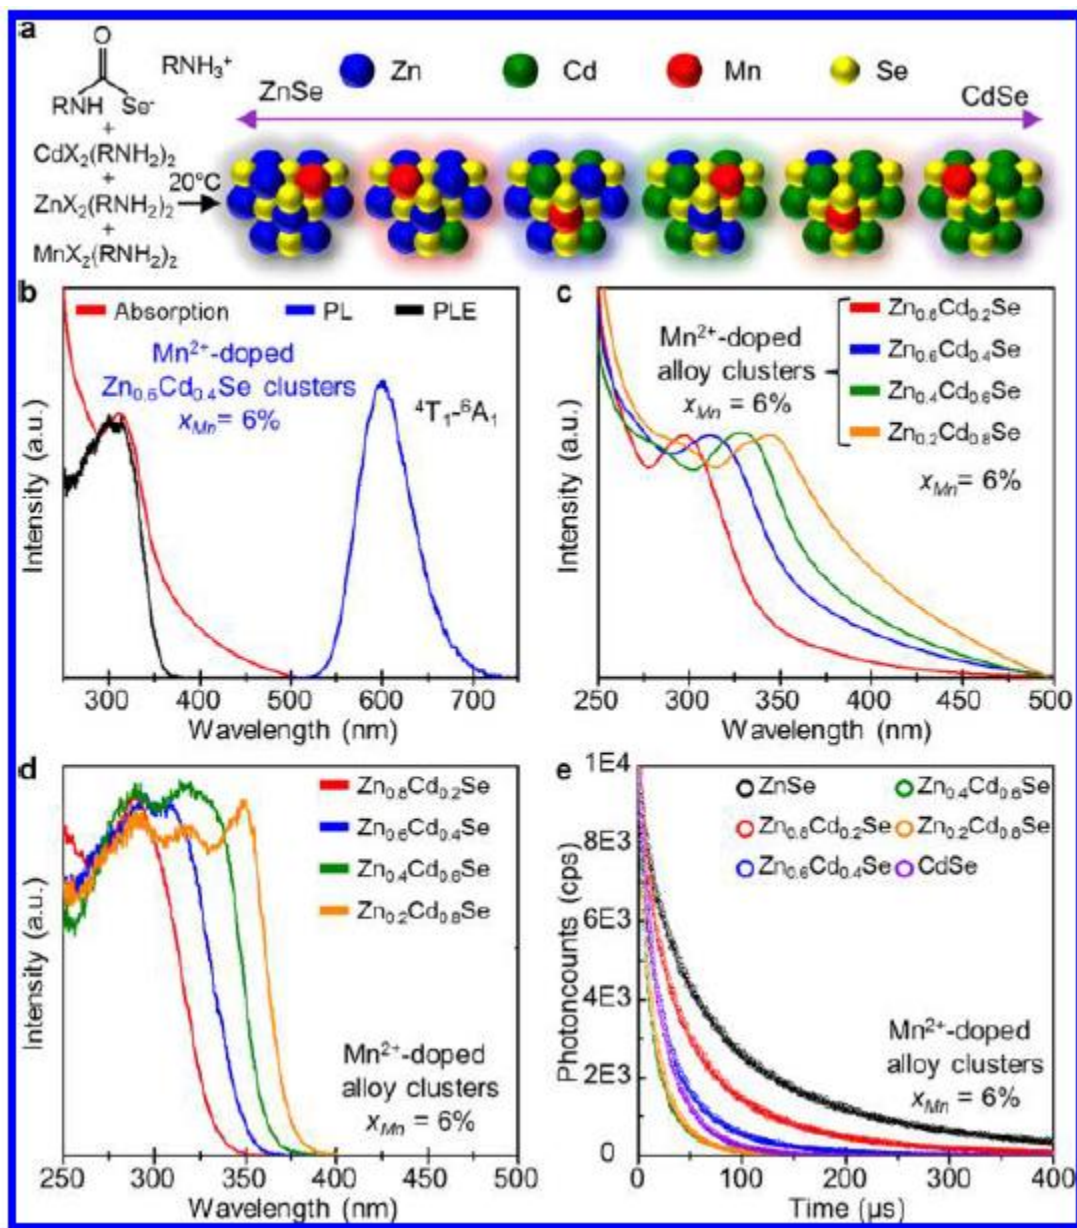 a
O
RNH Se⁻
RNH₃⁺
Zn Cd Mn Se
ZnSe CdSe
+
CdX₂(RNH₂)₂
+
ZnX₂(RNH₂)₂
+
MnX₂(RNH₂)₂
20°C
b
Absorption PL PLE
Mn²⁺-doped
Zn₀.₆Cd₀.₄Se clusters
x_Mn = 6%
⁴T₁-⁶A₁
Intensity (a.u.)
300 400 500 600 700
Wavelength (nm)
c
Mn²⁺-doped
alloy clusters
x_Mn = 6%
Zn₀.₈Cd₀.₂Se
Zn₀.₆Cd₀.₄Se
Zn₀.₄Cd₀.₆Se
Zn₀.₂Cd₀.₈Se
x_Mn = 6%
Intensity (a.u.)
250 300 350 400 450 500
Wavelength (nm)
d
Zn₀.₈Cd₀.₂Se
Zn₀.₆Cd₀.₄Se
Zn₀.₄Cd₀.₆Se
Zn₀.₂Cd₀.₈Se
Mn²⁺-doped
alloy clusters
x_Mn = 6%
Intensity (a.u.)
250 300 350 400 450 500
Wavelength (nm)
e
ZnSe Zn₀.₄Cd₀.₆Se
Zn₀.₈Cd₀.₂Se Zn₀.₂Cd₀.₈Se
Zn₀.₆Cd₀.₄Se CdSe
Mn²⁺-doped
alloy clusters
x_Mn = 6%
Photoncounts (cps)
1E4
8E3
6E3
4E3
2E3
0
0 100 200 300 400
Time (µs)